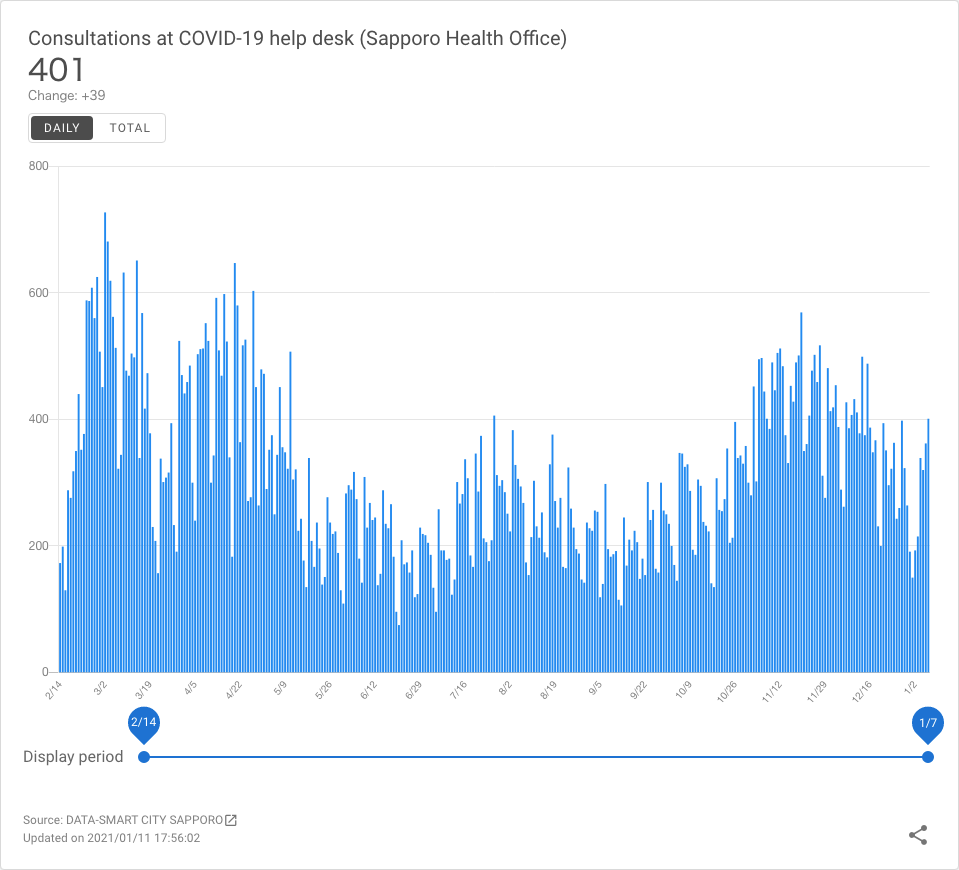 Consultations at COVID-19 help desk (Sapporo Health Office)
401
Change: +39
DAILY TOTAL
800
600
400
200
0
2/14 3/2 3/19 4/5 4/22 5/9 5/26 6/12 6/29 7/16 8/2 8/19 9/5 9/22 10/9 10/26 11/12 11/29 12/16 1/2
2/14 1/7
Display period
Source: DATA-SMART CITY SAPPORO
Updated on 2021/01/11 17:56:02